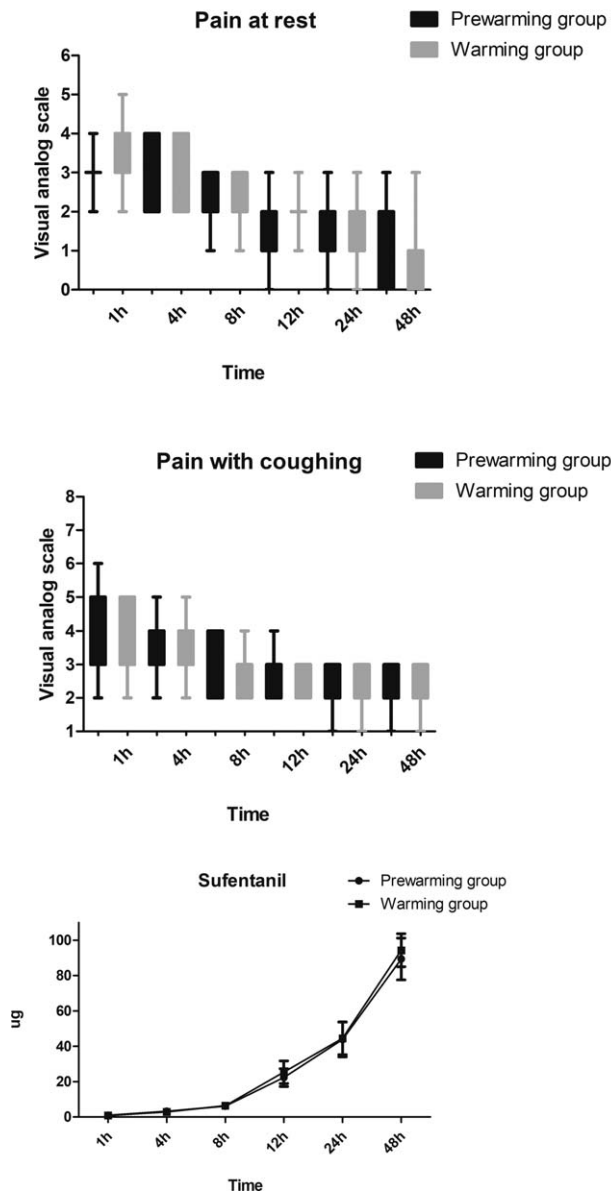 Pain at rest
Prewarming group
Warming group
Visual analog scale
6
5
4
3
2
1
0
1h
4h
8h
12h
24h
48h
Time
Pain with coughing
Prewarming group
Warming group
Visual analog scale
8
7
6
5
4
3
2
1
1h
4h
8h
12h
24h
48h
Time
Sufentanil
Prewarming group
Warming group
ug
100
80
60
40
20
0
1h
4h
8h
12h
24h
48h
Time